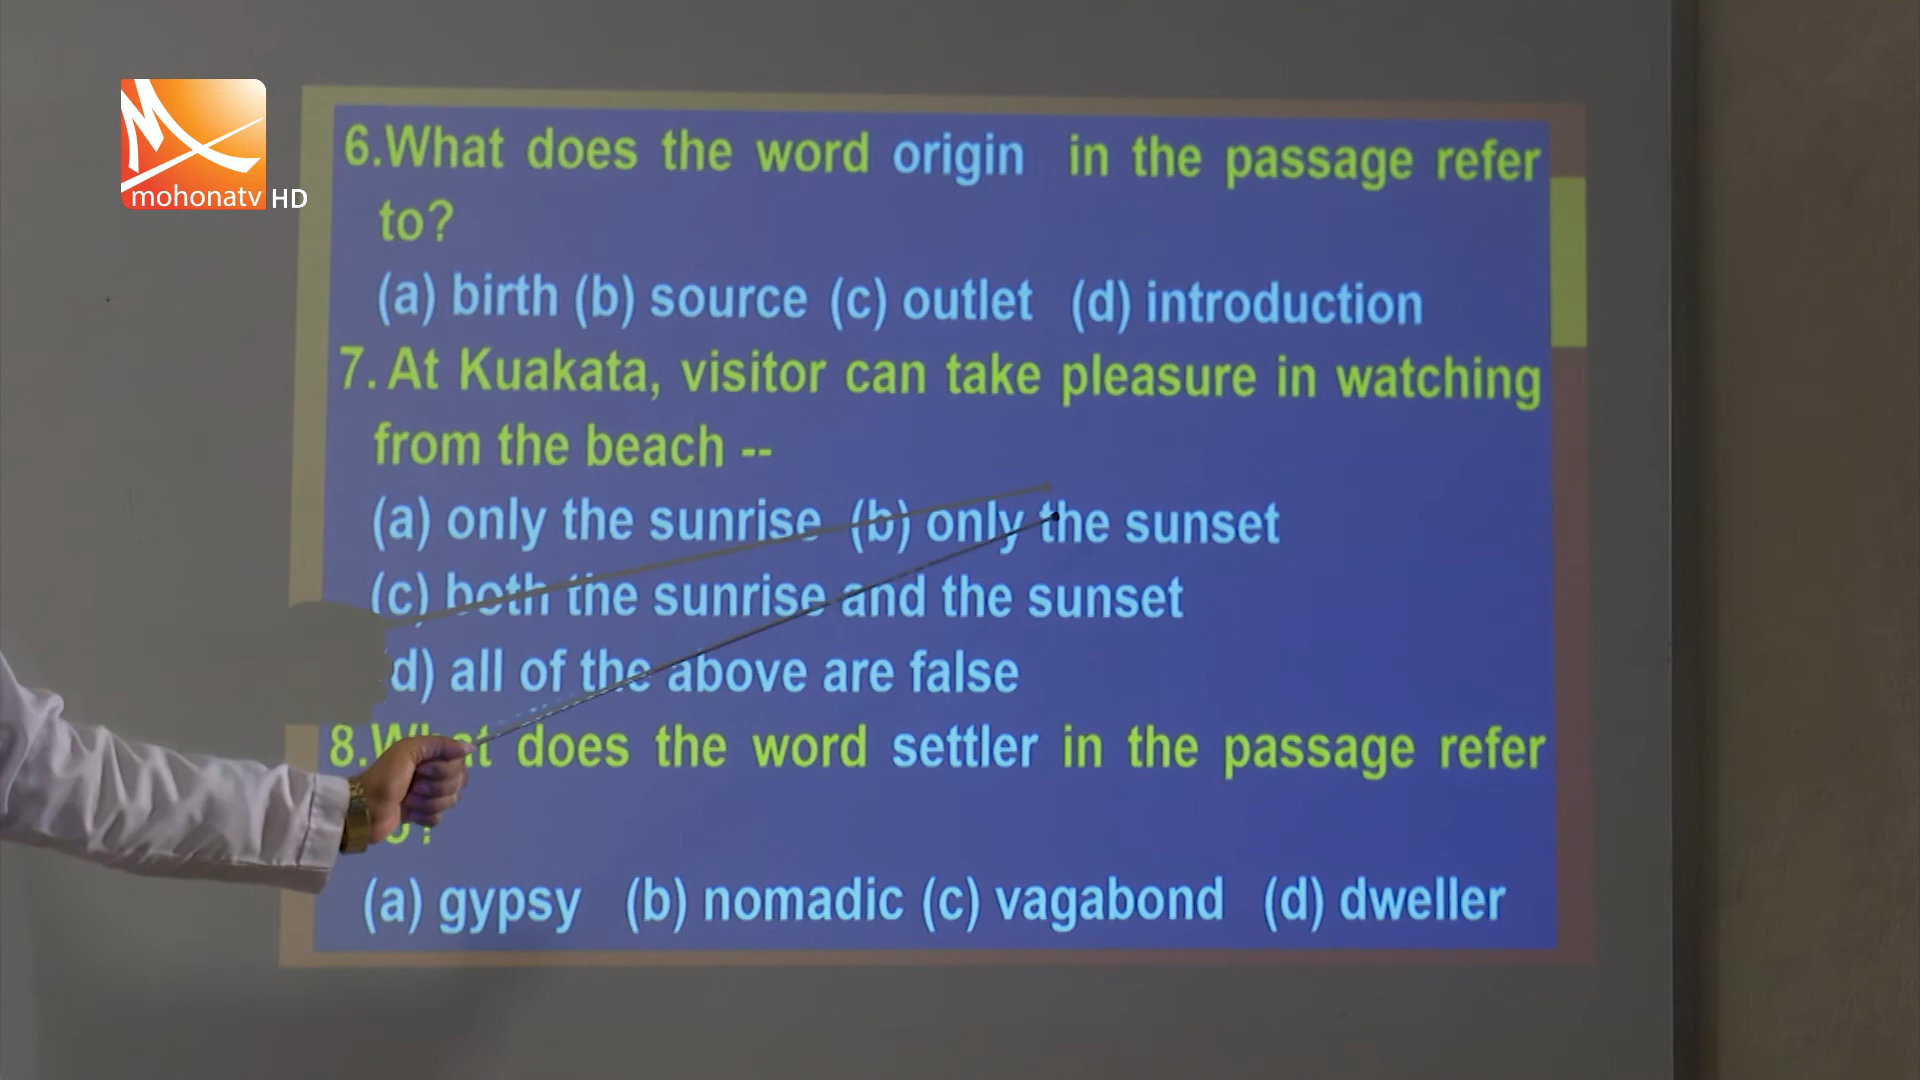 mohonatv HD
6.What does the word origin in the passage refer
to?
(a) birth (b) source (c) outlet (d) introduction
7. At Kuakata, visitor can take pleasure in watching
from the beach --
(a) only the sunrise (b) only the sunset
(c) both the sunrise and the sunset
d) all of the above are false
8.What does the word settler in the passage refer
(a) gypsy (b) nomadic (c) vagabond (d) dweller